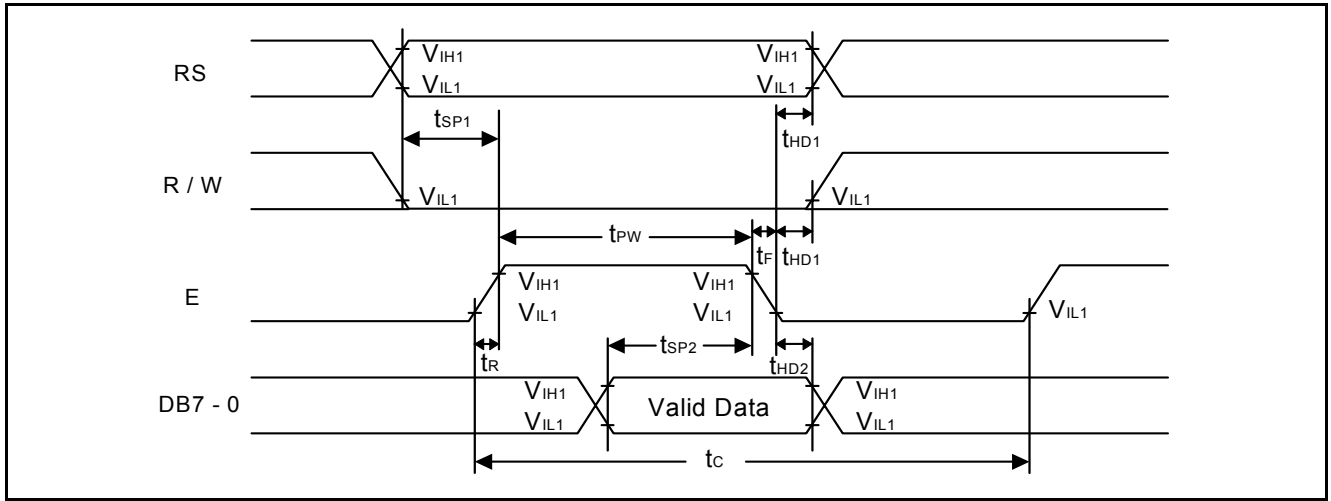 RS
VIH1
VIH1
VIL1
VIL1
tSP1
tHD1
R / W
VIL1
VIL1
tPW
tF
tHD1
E
VIH1
VIH1
VIL1
VIL1
VIL1
tR
tSP2
tHD2
DB7 - 0
VIH1
Valid Data
VIH1
VIL1
VIL1
tC